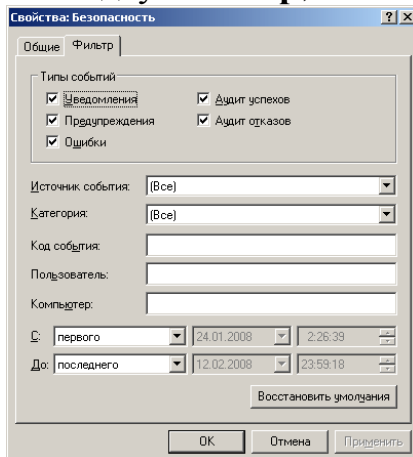 Свойства: Безопасность
Общие Фильтр
Типы событий
Уведомления Аудит успехов
Предупреждения Аудит отказов
Ошибки
Источник события: (Все)
Категория: (Все)
Код события:
Пользователь:
Компьютер:
С: первого 24.01.2008 2:26:39
До: последнего 12.02.2008 23:59:18
Восстановить умолчания
OK Отмена Применить